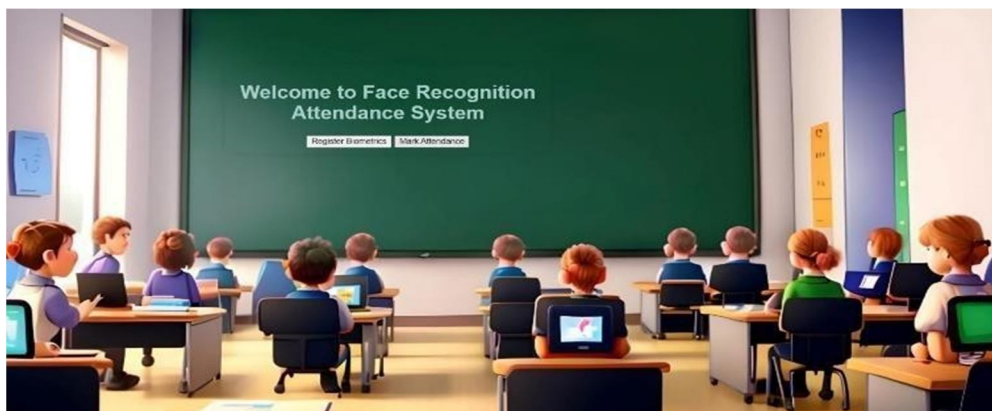 Welcome to Face Recognition
Attendance System
Register Biometrics Mark Attendance